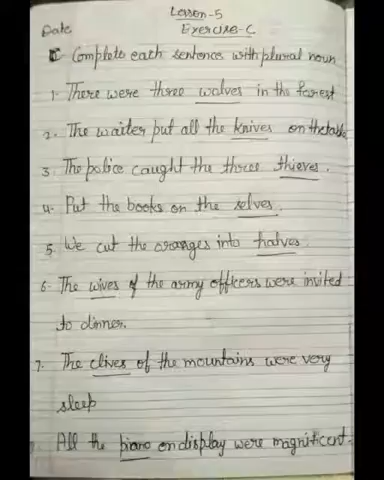 Lesson-5
Date Exercise-C
C Complete each sentence with plural noun
1. There were three walves in the forest
2. The waiter put all the knives on the table
3. The police caught the three thieves.
4. Put the books on the selves.
5. We cut the oranges into halves.
6. The wives of the army officers were invited
to dinner.
7. The clives of the mountains were very
sleep
All the piano on display were magnificent.